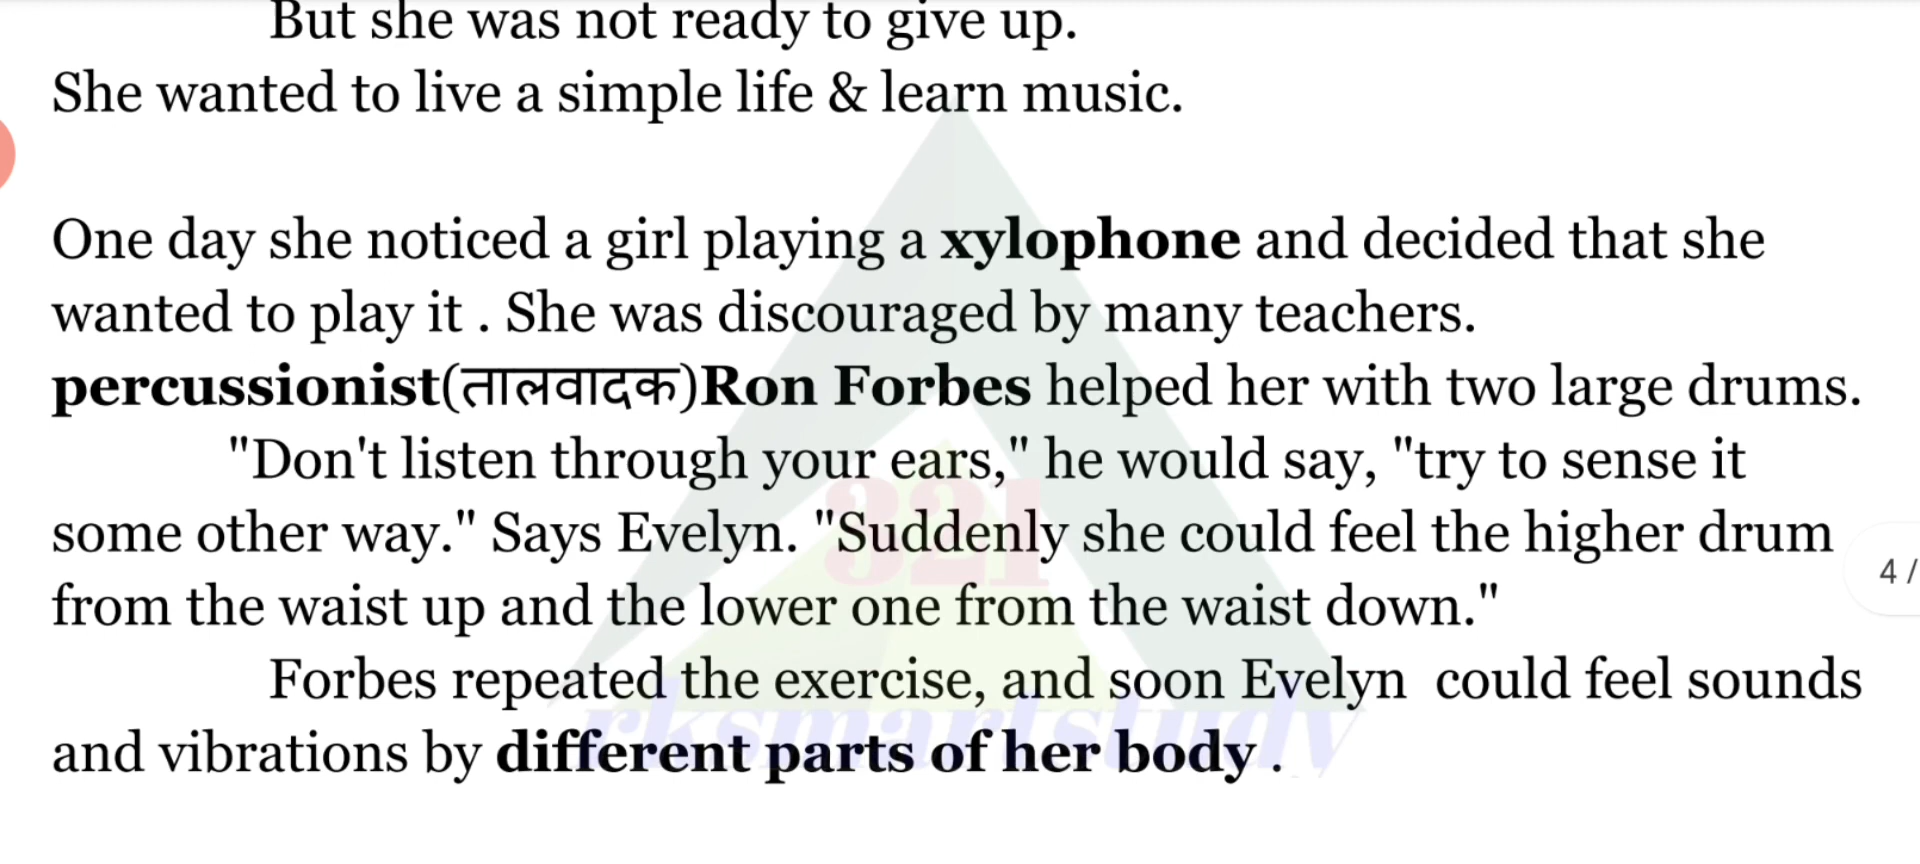 But she was not ready to give up.
She wanted to live a simple life & learn music.
One day she noticed a girl playing a xylophone and decided that she
wanted to play it . She was discouraged by many teachers.
percussionist(तालवादक)Ron Forbes helped her with two large drums.
"Don't listen through your ears," he would say, "try to sense it
some other way." Says Evelyn. "Suddenly she could feel the higher drum
from the waist up and the lower one from the waist down."
4 /
Forbes repeated the exercise, and soon Evelyn  could feel sounds
and vibrations by different parts of her body .
321
rksmartstudy